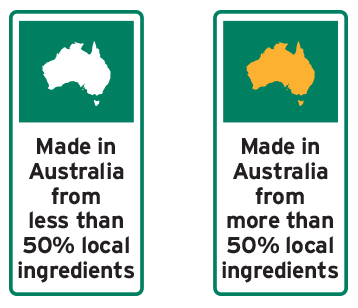 Made in
Australia
from
less than
50% local
ingredients
Made in
Australia
from
more than
50% local
ingredients